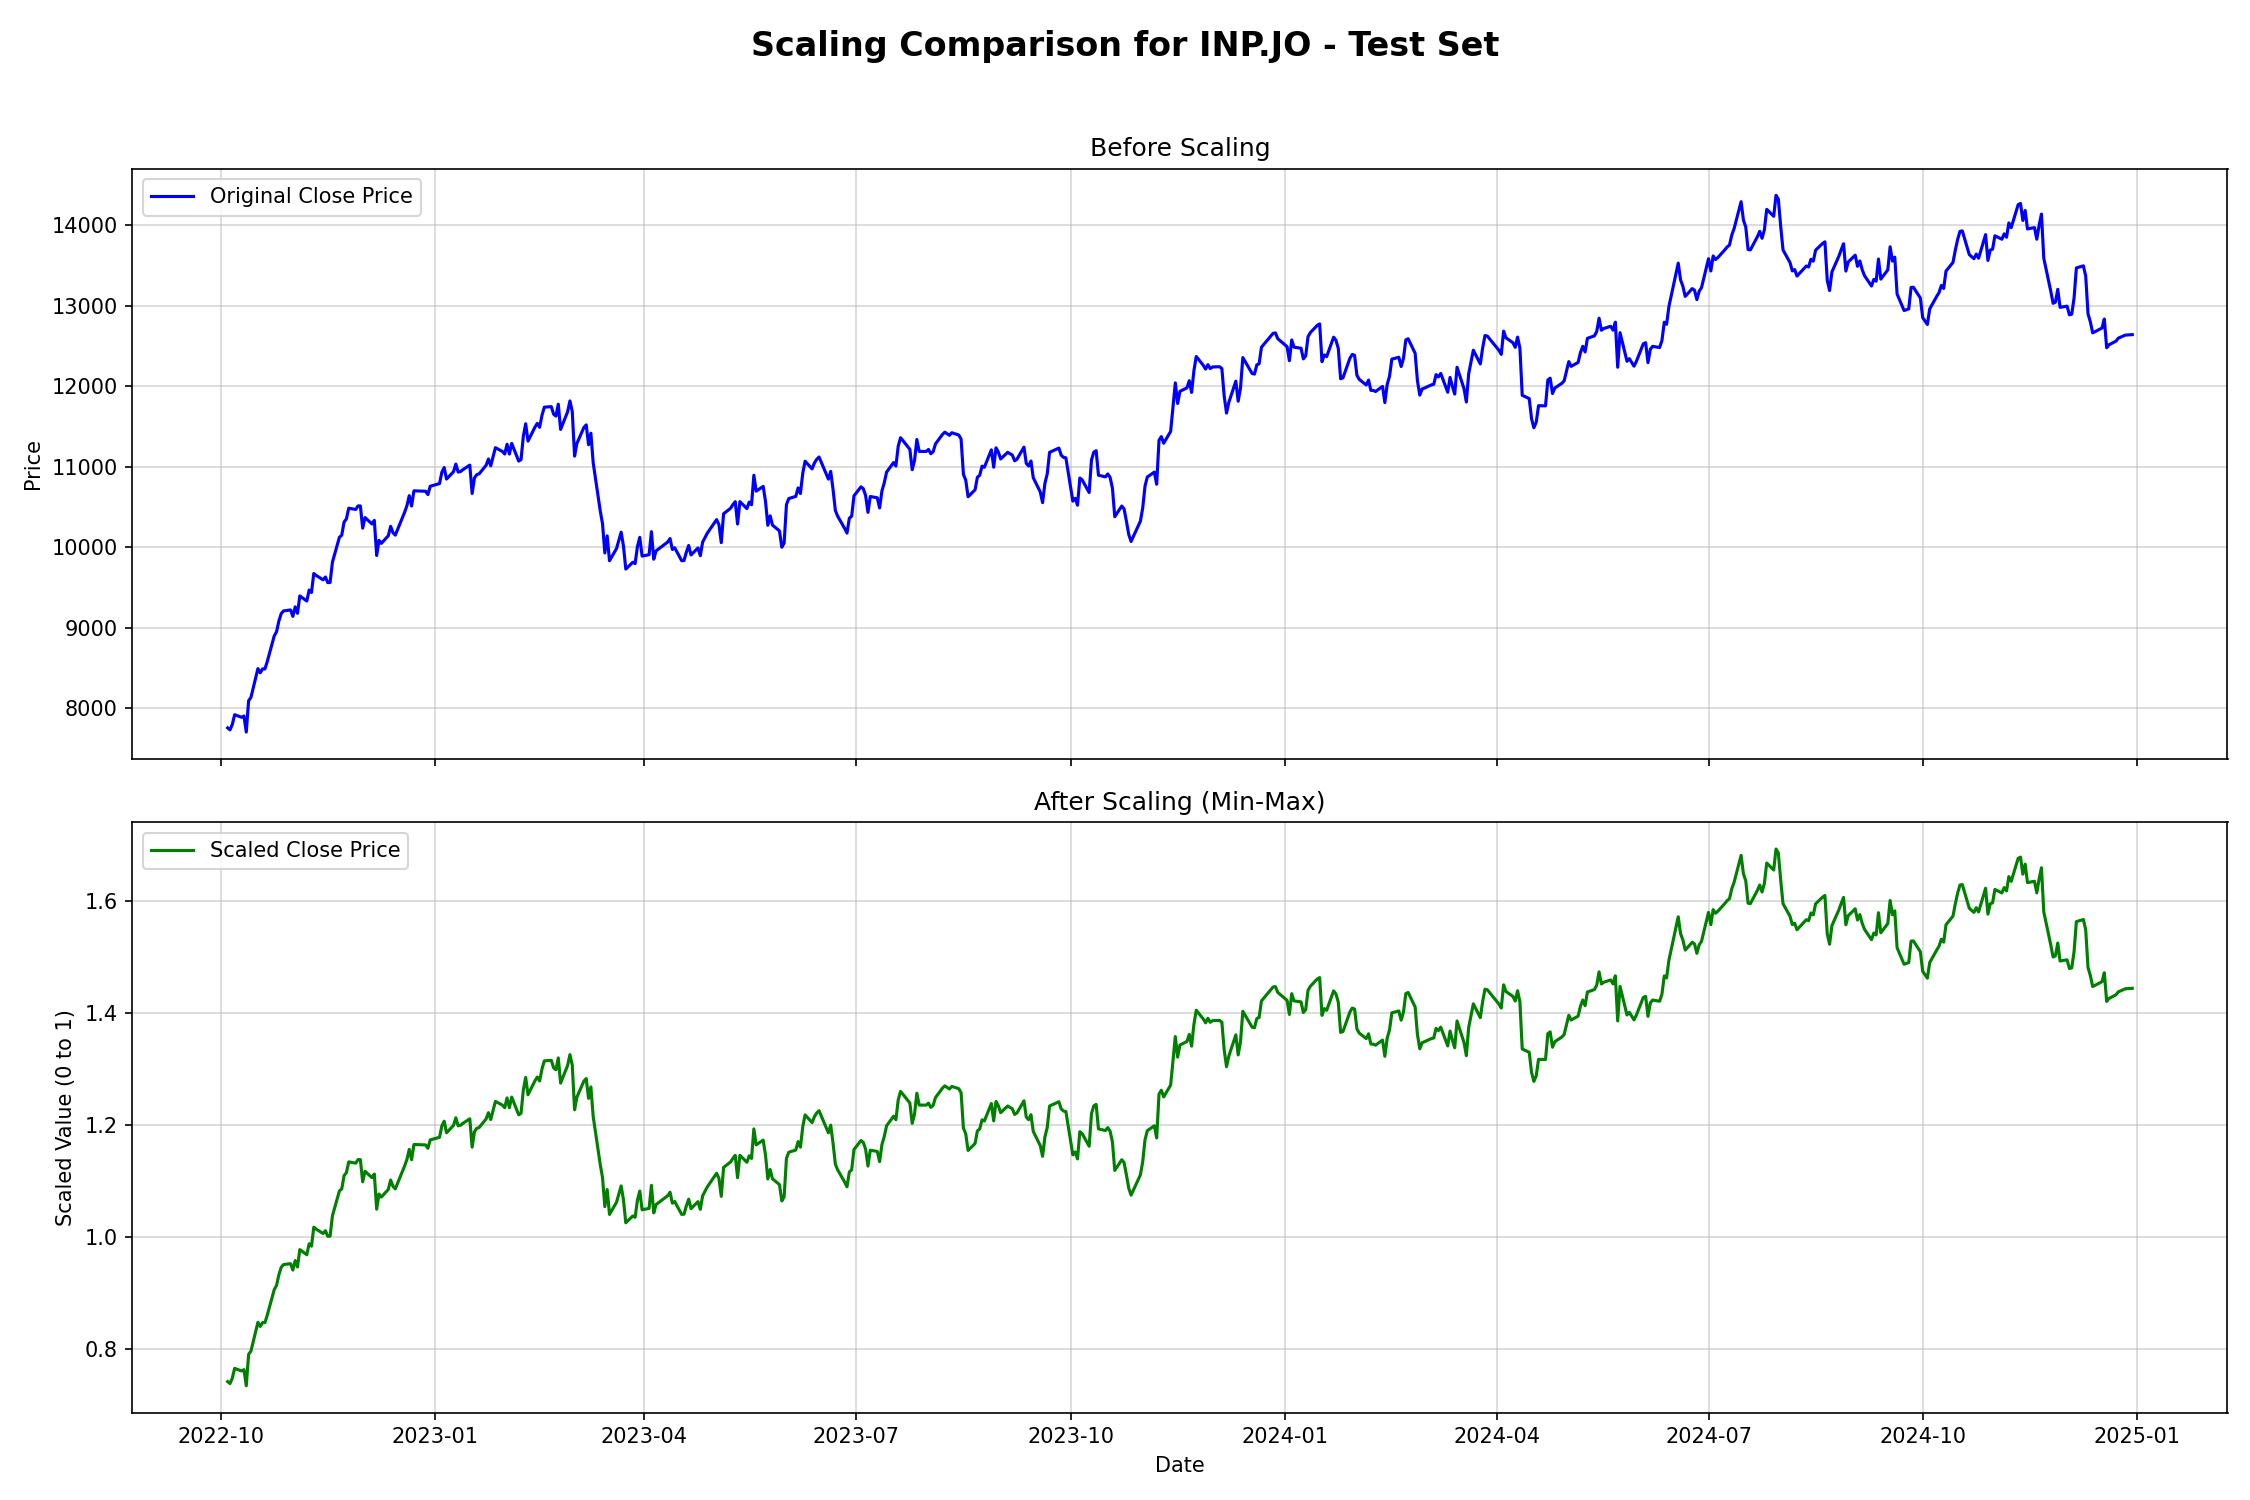 Scaling Comparison for INP.JO - Test Set
Before Scaling
Original Close Price
14000
13000
12000
11000
10000
9000
8000
Price
After Scaling (Min-Max)
Scaled Close Price
1.6
1.4
1.2
1.0
0.8
Scaled Value (0 to 1)
2022-10 2023-01 2023-04 2023-07 2023-10 2024-01 2024-04 2024-07 2024-10 2025-01
Date